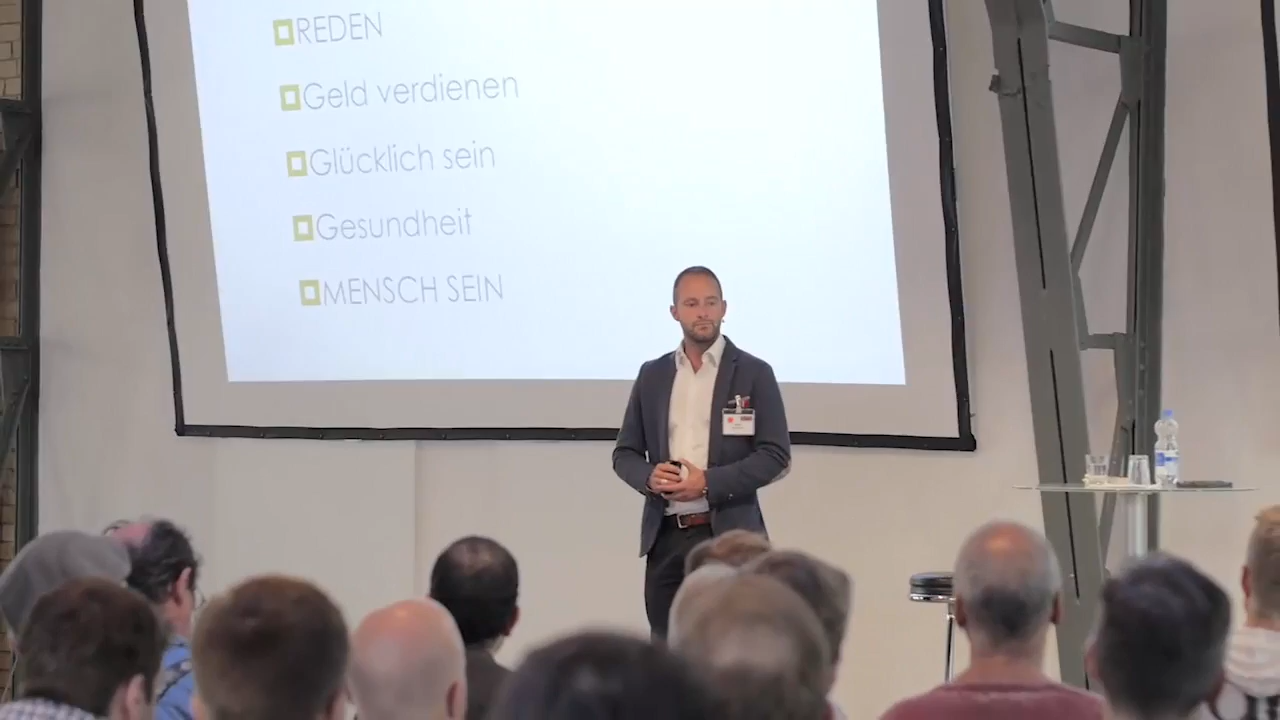 REDEN
Geld verdienen
Glücklich sein
Gesundheit
MENSCH SEIN